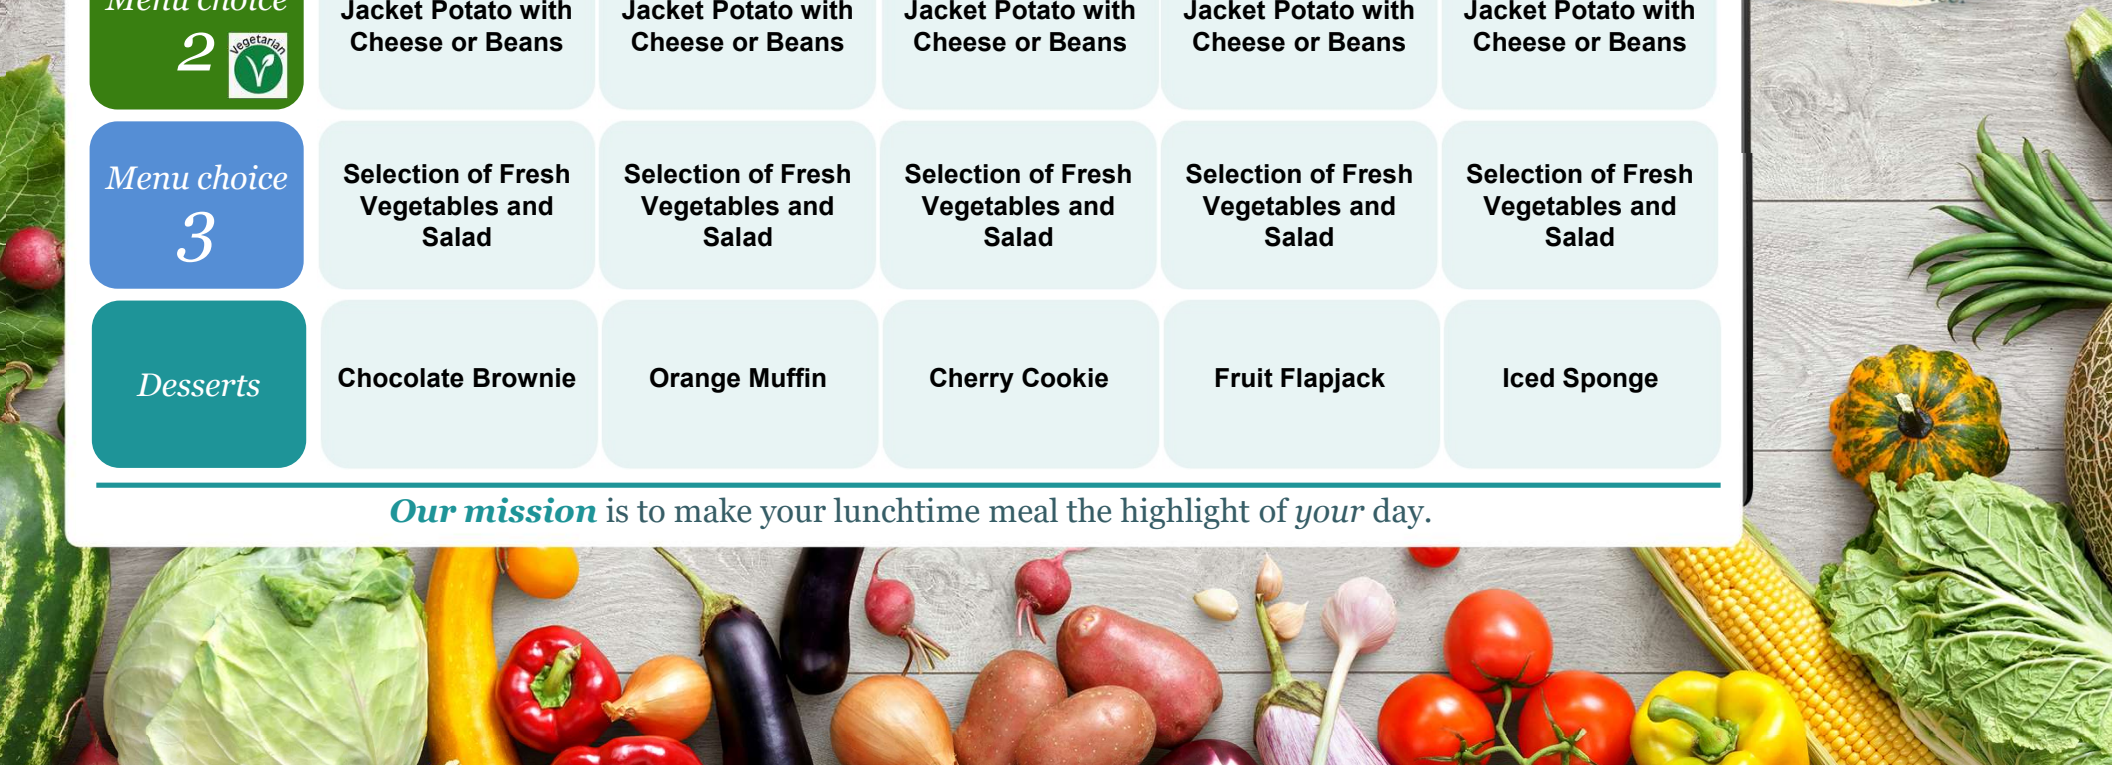 Menu choice
2
Vegetarian
V
Jacket Potato with
Cheese or Beans
Jacket Potato with
Cheese or Beans
Jacket Potato with
Cheese or Beans
Jacket Potato with
Cheese or Beans
Jacket Potato with
Cheese or Beans
Menu choice
3
Selection of Fresh
Vegetables and
Salad
Selection of Fresh
Vegetables and
Salad
Selection of Fresh
Vegetables and
Salad
Selection of Fresh
Vegetables and
Salad
Selection of Fresh
Vegetables and
Salad
Desserts
Chocolate Brownie
Orange Muffin
Cherry Cookie
Fruit Flapjack
Iced Sponge
Our mission is to make your lunchtime meal the highlight of your day.